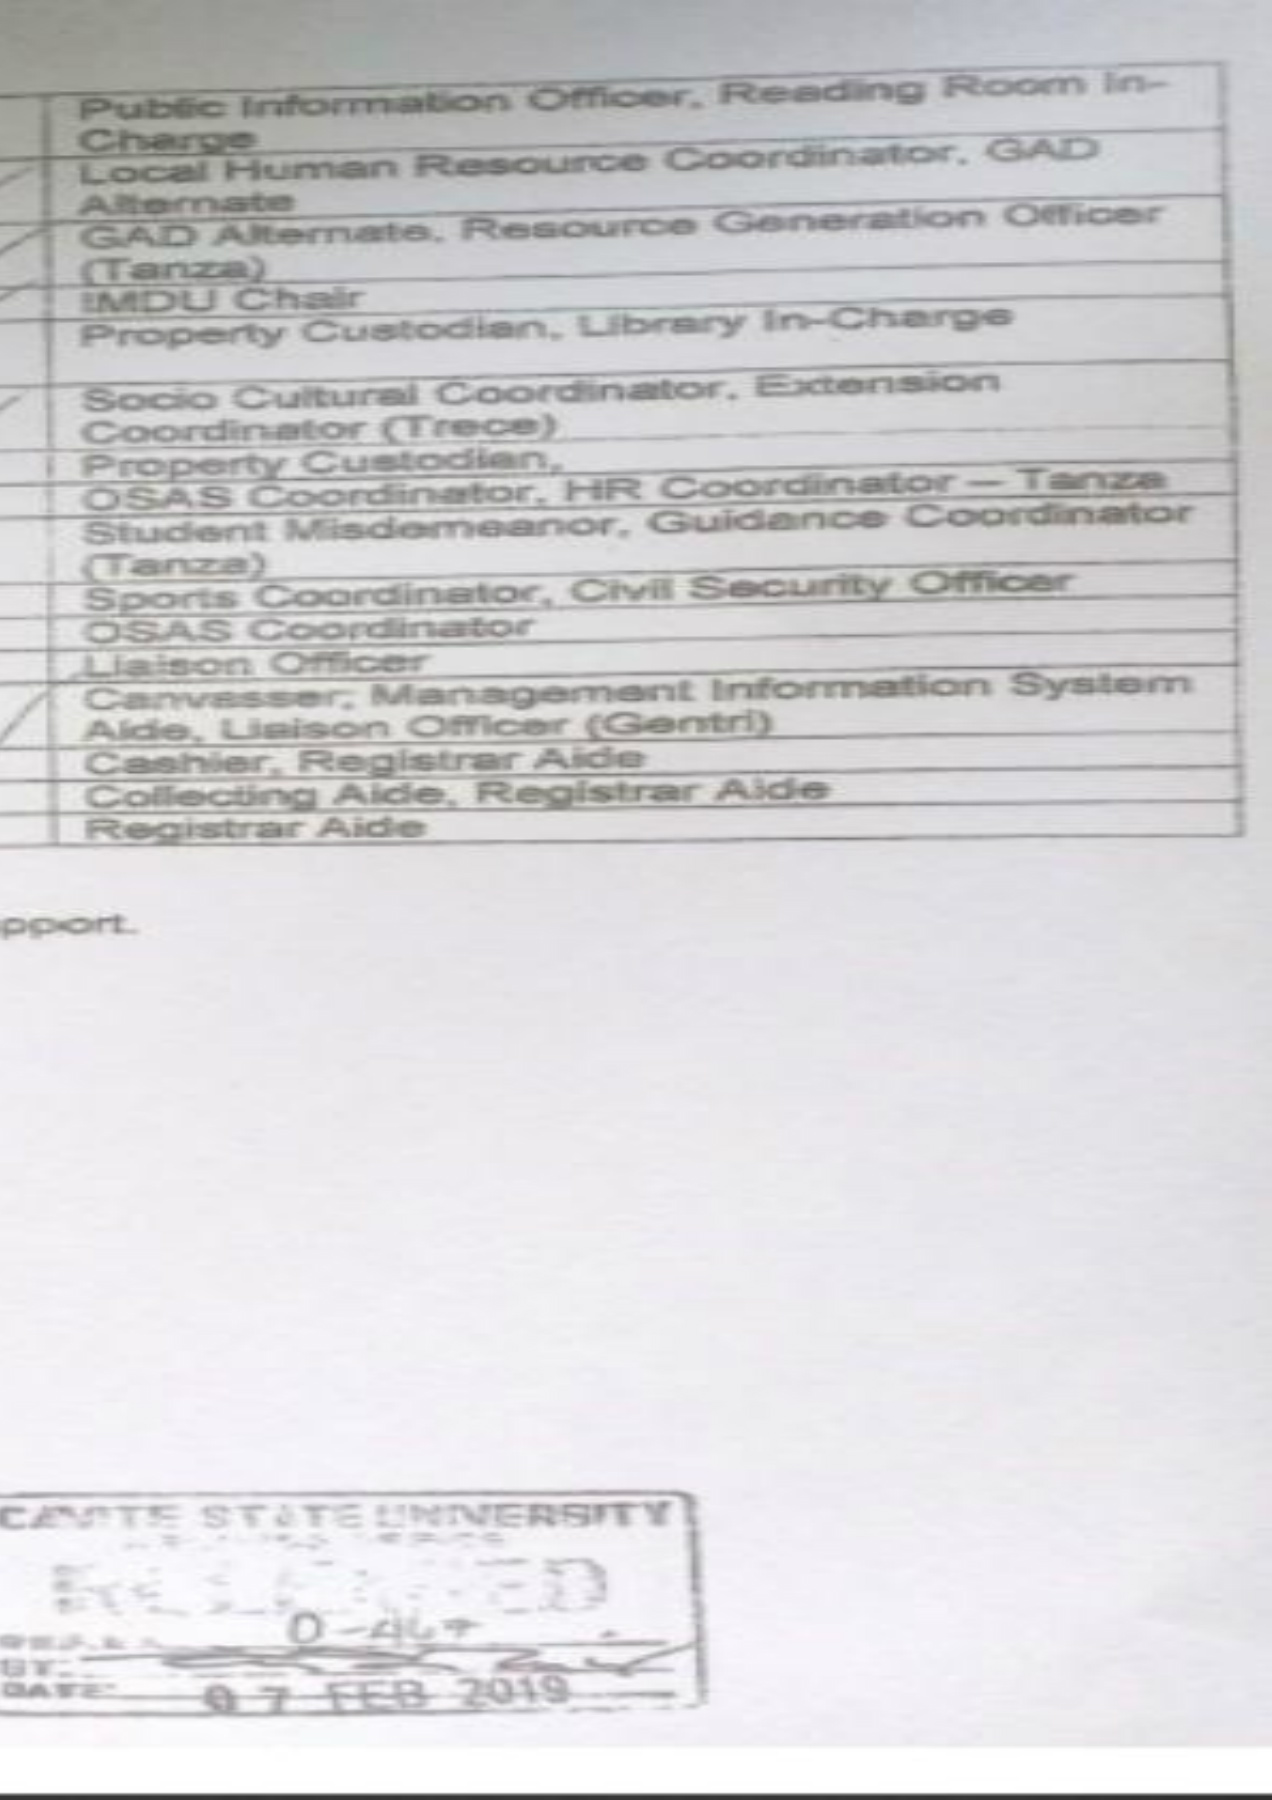 Public Information Officer, Reading Room In-
Charge
Local Human Resource Coordinator, GAD
Alternate
GAD Alternate, Resource Generation Officer
(Tanza)
IMDU Chair
Property Custodian, Library In-Charge
Socio Cultural Coordinator, Extension
Coordinator (Trece)
Property Custodian,
OSAS Coordinator, HR Coordinator – Tanza
Student Misdemeanor, Guidance Coordinator
(Tanza)
Sports Coordinator, Civil Security Officer
OSAS Coordinator
Liaison Officer
Canvasser, Management Information System
Aide, Liaison Officer (Gentri)
Cashier, Registrar Aide
Collecting Aide, Registrar Aide
Registrar Aide
pport.
CAVITE STATE UNIVERSITY
BY:
DATE: 07 FEB 2019